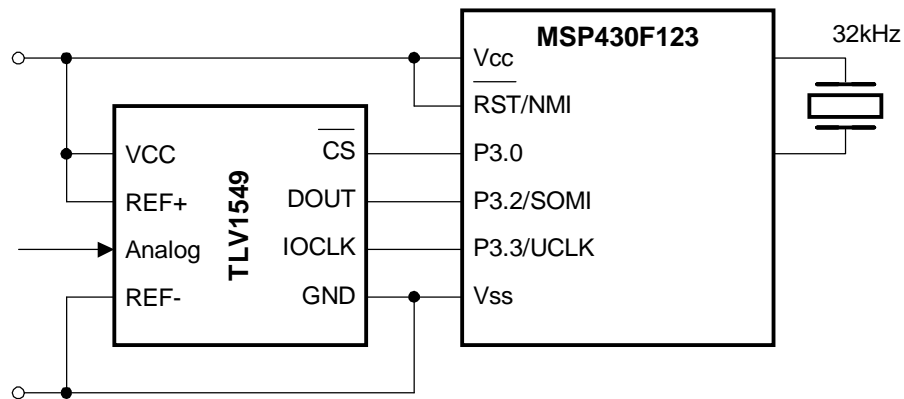 MSP430F123
32kHz
Vcc
RST/NMI
P3.0
P3.2/SOMI
P3.3/UCLK
Vss
TLV1549
VCC
REF+
Analog
REF-
CS
DOUT
IOCLK
GND